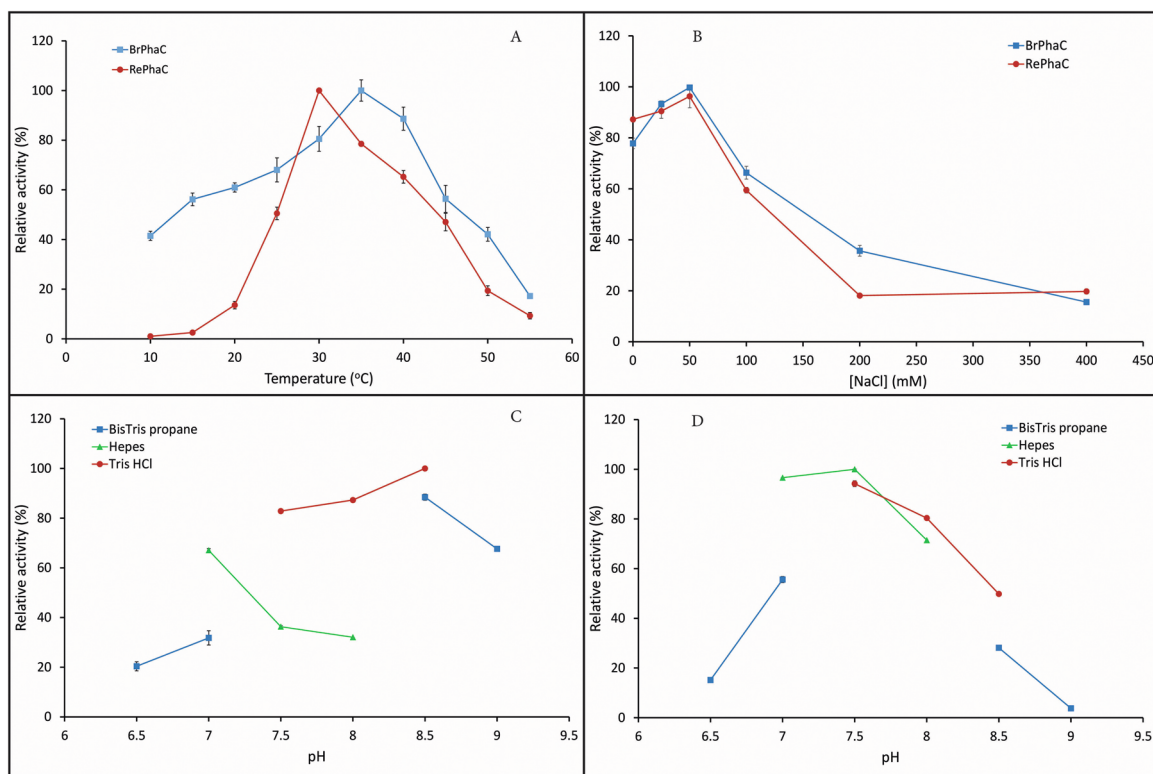 A
BrPhaC
RePhaC
Relative activity (%)
120
100
80
60
40
20
0
0 10 20 30 40 50 60
Temperature (°C)
B
BrPhaC
RePhaC
Relative activity (%)
120
100
80
60
40
20
0
0 50 100 150 200 250 300 350 400 450
[NaCl] (mM)
C
BisTris propane
Hepes
Tris HCl
Relative activity (%)
120
100
80
60
40
20
0
6 6.5 7 7.5 8 8.5 9 9.5
pH
D
BisTris propane
Hepes
Tris HCl
Relative activity (%)
120
100
80
60
40
20
0
6 6.5 7 7.5 8 8.5 9 9.5
pH